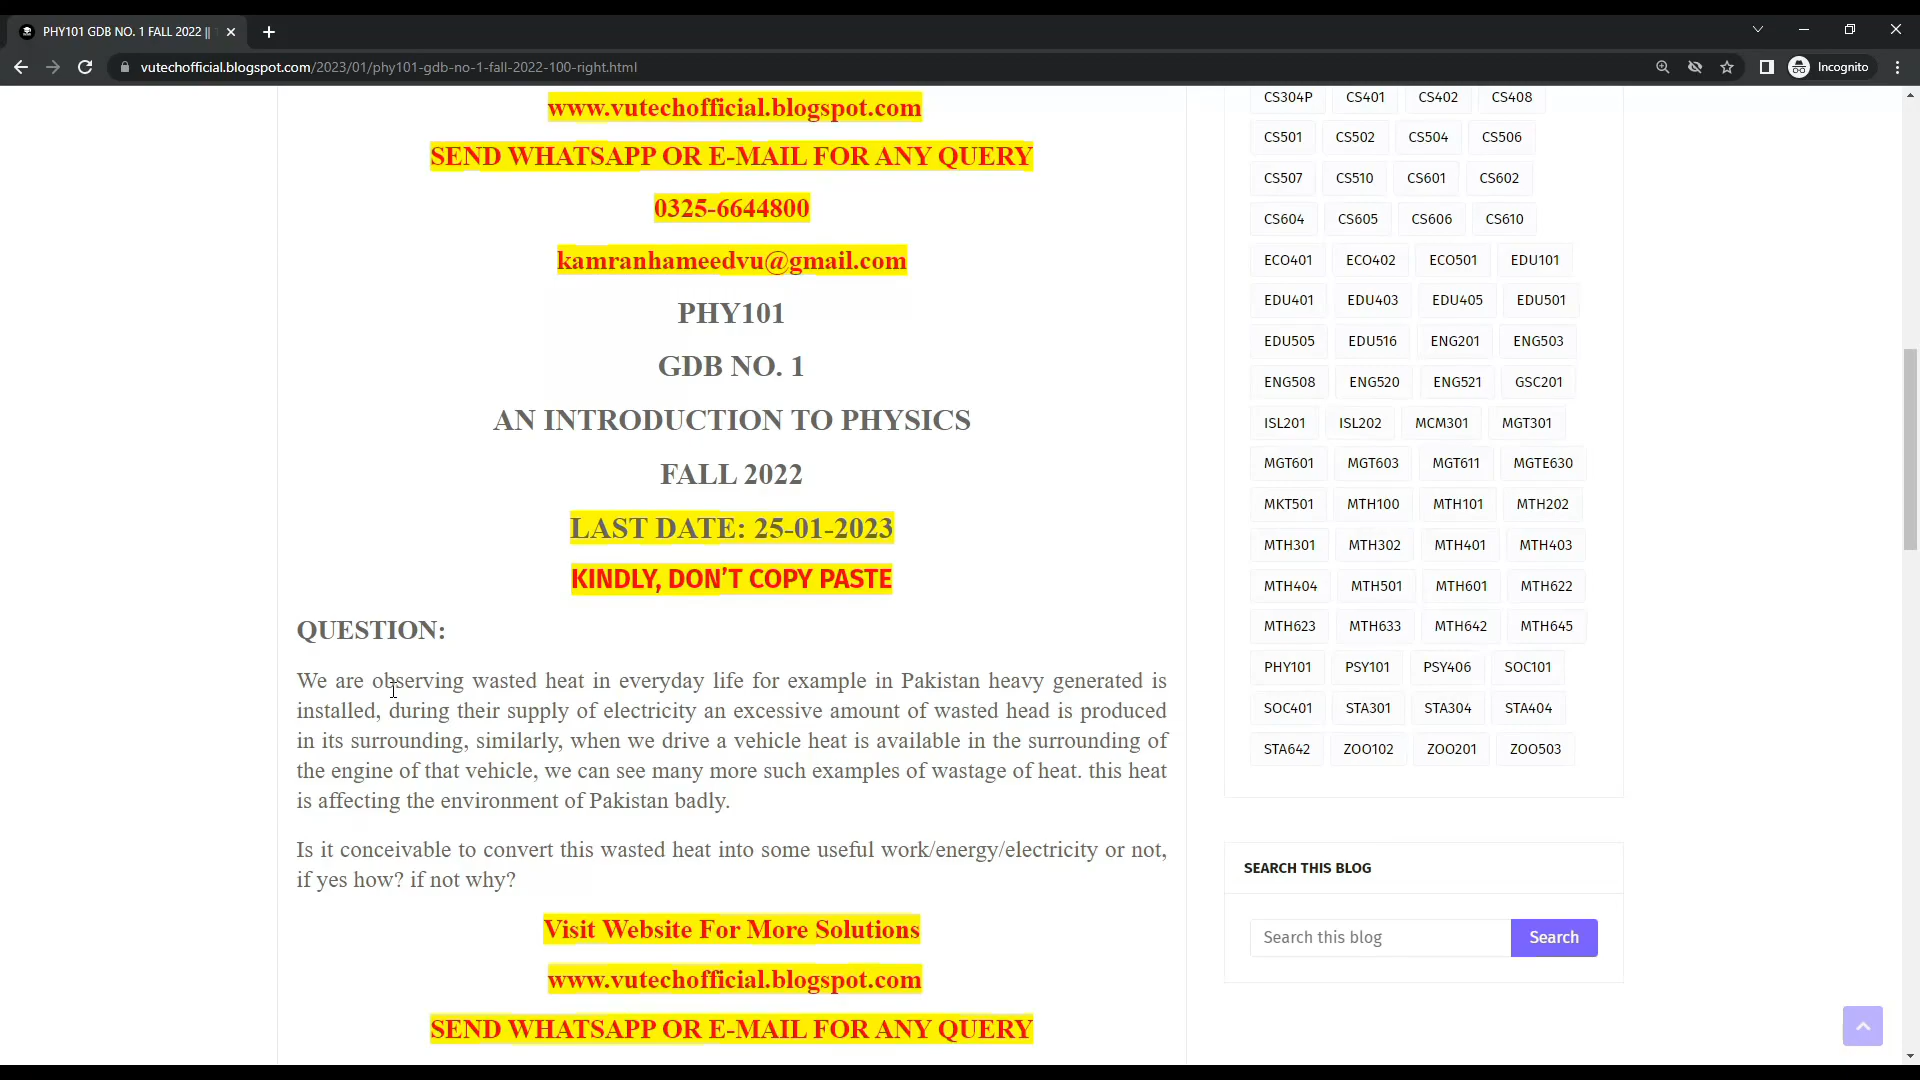 PHY101 GDB NO. 1 FALL 2022 ||
vutechofficial.blogspot.com/2023/01/phy101-gdb-no-1-fall-2022-100-right.html
Incognito
www.vutechofficial.blogspot.com
SEND WHATSAPP OR E-MAIL FOR ANY QUERY
0325-6644800
kamranhameedvu@gmail.com
PHY101
GDB NO. 1
AN INTRODUCTION TO PHYSICS
FALL 2022
LAST DATE: 25-01-2023
KINDLY, DON’T COPY PASTE
QUESTION:
We are observing wasted heat in everyday life for example in Pakistan heavy generated is
installed, during their supply of electricity an excessive amount of wasted head is produced
in its surrounding, similarly, when we drive a vehicle heat is available in the surrounding of
the engine of that vehicle, we can see many more such examples of wastage of heat. this heat
is affecting the environment of Pakistan badly.
Is it conceivable to convert this wasted heat into some useful work/energy/electricity or not,
if yes how? if not why?
Visit Website For More Solutions
www.vutechofficial.blogspot.com
SEND WHATSAPP OR E-MAIL FOR ANY QUERY
CS304P CS401 CS402 CS408
CS501 CS502 CS504 CS506
CS507 CS510 CS601 CS602
CS604 CS605 CS606 CS610
ECO401 ECO402 ECO501 EDU101
EDU401 EDU403 EDU405 EDU501
EDU505 EDU516 ENG201 ENG503
ENG508 ENG520 ENG521 GSC201
ISL201 ISL202 MCM301 MGT301
MGT601 MGT603 MGT611 MGTE630
MKT501 MTH100 MTH101 MTH202
MTH301 MTH302 MTH401 MTH403
MTH404 MTH501 MTH601 MTH622
MTH623 MTH633 MTH642 MTH645
PHY101 PSY101 PSY406 SOC101
SOC401 STA301 STA304 STA404
STA642 ZOO102 ZOO201 ZOO503
SEARCH THIS BLOG
Search this blog
Search